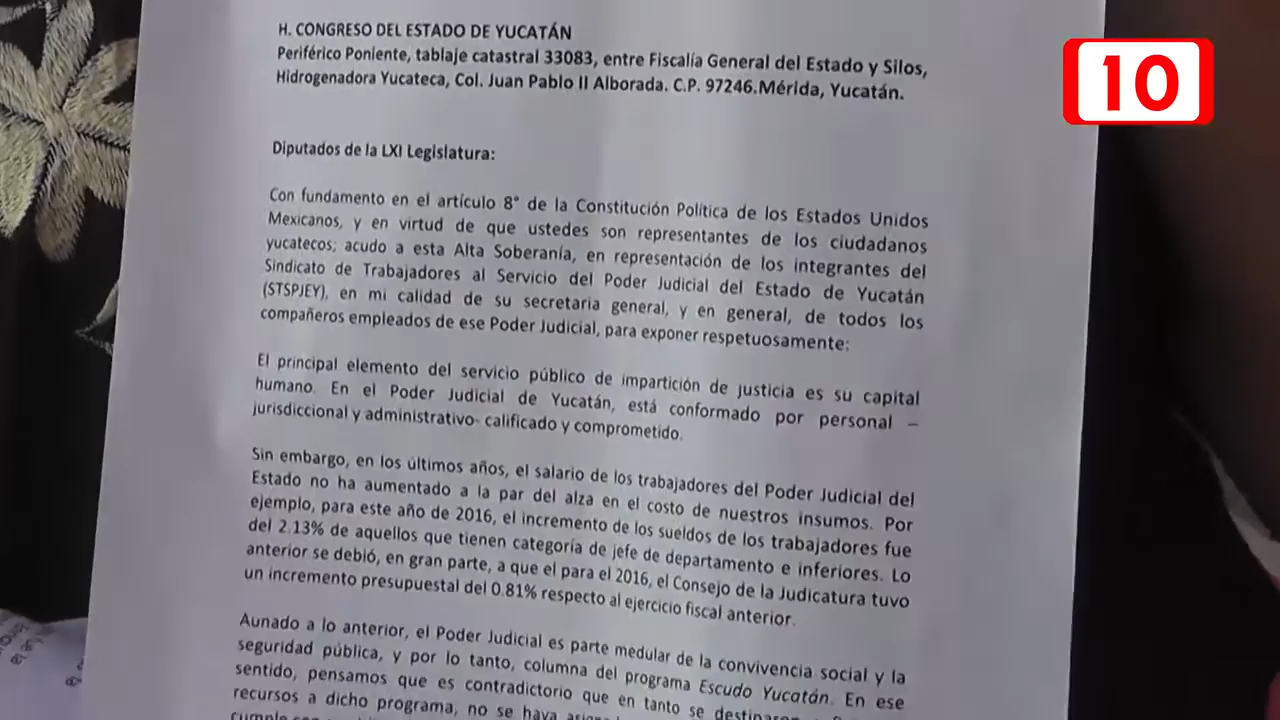 H. CONGRESO DEL ESTADO DE YUCATÁN
Periférico Poniente, tablaje catastral 33083, entre Fiscalía General del Estado y Silos,
Hidrogenadora Yucateca, Col. Juan Pablo II Alborada. C.P. 97246.Mérida, Yucatán.
10
Diputados de la LXI Legislatura:
Con fundamento en el artículo 8° de la Constitución Política de los Estados Unidos
Mexicanos, y en virtud de que ustedes son representantes de los ciudadanos
yucatecos; acudo a esta Alta Soberanía, en representación de los integrantes del
Sindicato de Trabajadores al Servicio del Poder Judicial del Estado de Yucatán
(STSPJEY), en mi calidad de su secretaria general, y en general, de todos los
compañeros empleados de ese Poder Judicial, para exponer respetuosamente:
El principal elemento del servicio público de impartición de justicia es su capital
humano. En el Poder Judicial de Yucatán, está conformado por personal –
jurisdiccional y administrativo- calificado y comprometido.
Sin embargo, en los últimos años, el salario de los trabajadores del Poder Judicial del
Estado no ha aumentado a la par del alza en el costo de nuestros insumos. Por
ejemplo, para este año de 2016, el incremento de los sueldos de los trabajadores fue
del 2.13% de aquellos que tienen categoría de jefe de departamento e inferiores. Lo
anterior se debió, en gran parte, a que el para el 2016, el Consejo de la Judicatura tuvo
un incremento presupuestal del 0.81% respecto al ejercicio fiscal anterior.
Aunado a lo anterior, el Poder Judicial es parte medular de la convivencia social y la
seguridad pública, y por lo tanto, columna del programa Escudo Yucatán. En ese
sentido, pensamos que es contradictorio que en tanto se destinaron
recursos a dicho programa, no se haya